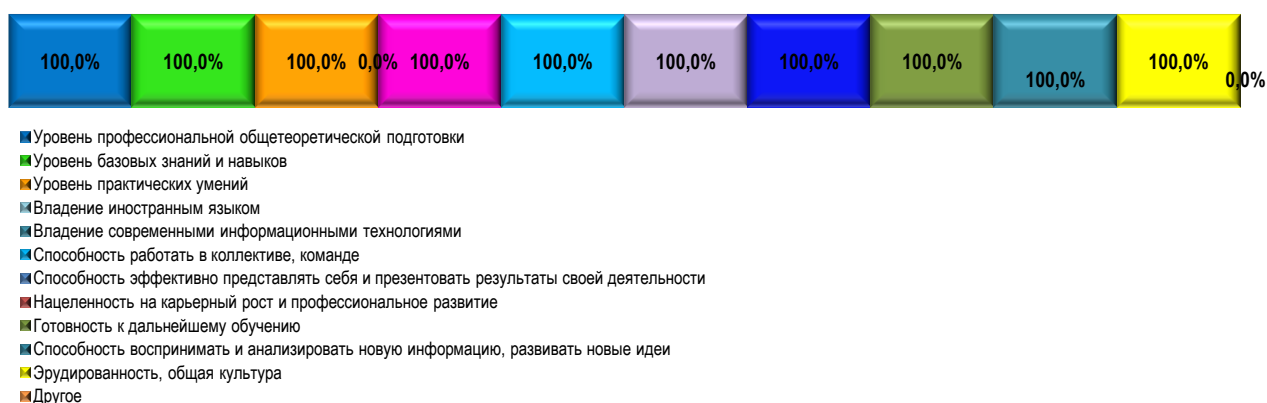 100,0% 100,0% 100,0% 0,0% 100,0% 100,0% 100,0% 100,0% 100,0% 100,0% 100,0% 0,0%
Уровень профессиональной общетеоретической подготовки
Уровень базовых знаний и навыков
Уровень практических умений
Владение иностранным языком
Владение современными информационными технологиями
Способность работать в коллективе, команде
Способность эффективно представлять себя и презентовать результаты своей деятельности
Нацеленность на карьерный рост и профессиональное развитие
Готовность к дальнейшему обучению
Способность воспринимать и анализировать новую информацию, развивать новые идеи
Эрудированность, общая культура
Другое